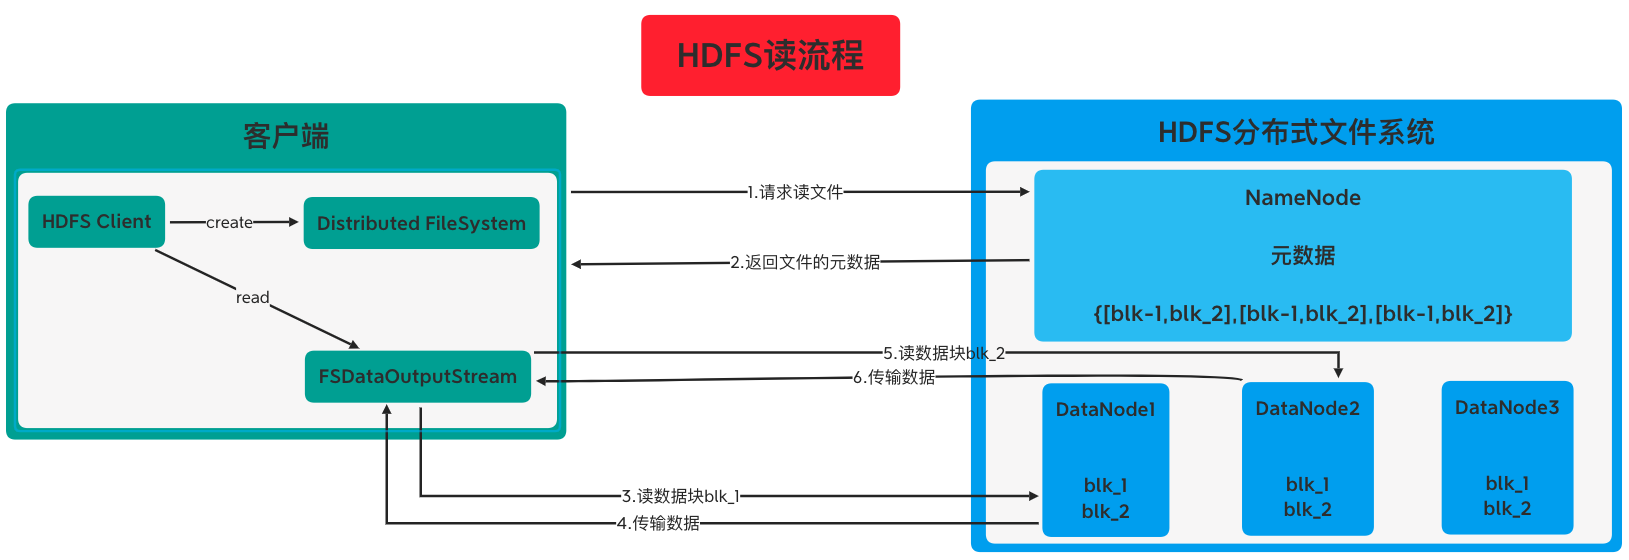 HDFS读流程
客户端
HDFS Client
create
Distributed FileSystem
read
FSDataOutputStream
1.请求读文件
2.返回文件的元数据
5.读数据块blk_2
6.传输数据
3.读数据块blk_1
4.传输数据
HDFS分布式文件系统
NameNode
元数据
{[blk-1,blk_2],[blk-1,blk_2],[blk-1,blk_2]}
DataNode1
blk_1
blk_2
DataNode2
blk_1
blk_2
DataNode3
blk_1
blk_2